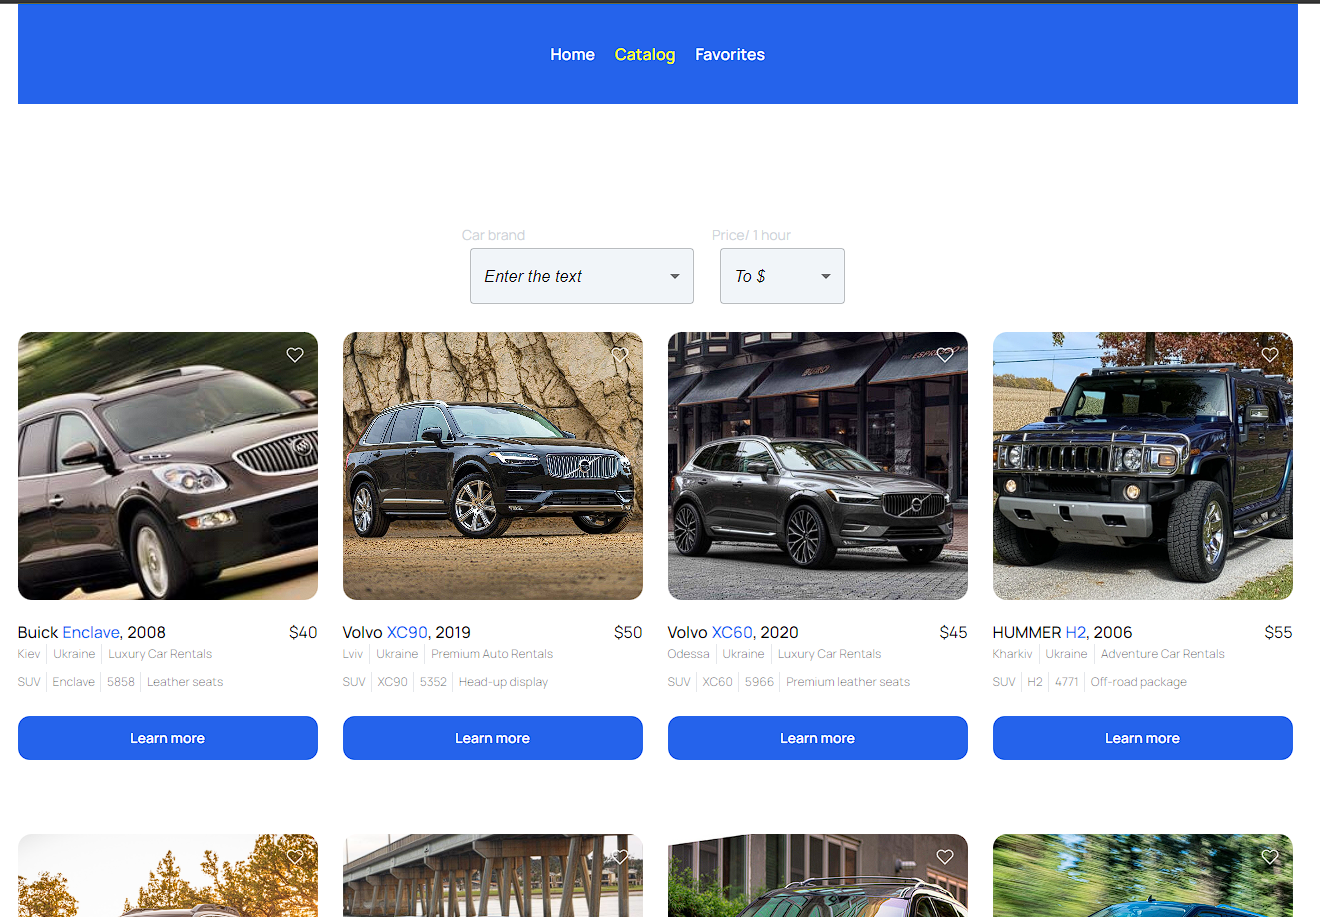 Home Catalog Favorites
Car brand Price/ 1 hour
Enter the text To $
BURO THE ESPRESSO
Buick Enclave, 2008 $40
Kiev Ukraine Luxury Car Rentals
SUV Enclave 5858 Leather seats
Learn more
Volvo XC90, 2019 $50
Lviv Ukraine Premium Auto Rentals
SUV XC90 5352 Head-up display
Learn more
Volvo XC60, 2020 $45
Odessa Ukraine Luxury Car Rentals
SUV XC60 5966 Premium leather seats
Learn more
HUMMER H2, 2006 $55
Kharkiv Ukraine Adventure Car Rentals
SUV H2 4771 Off-road package
Learn more